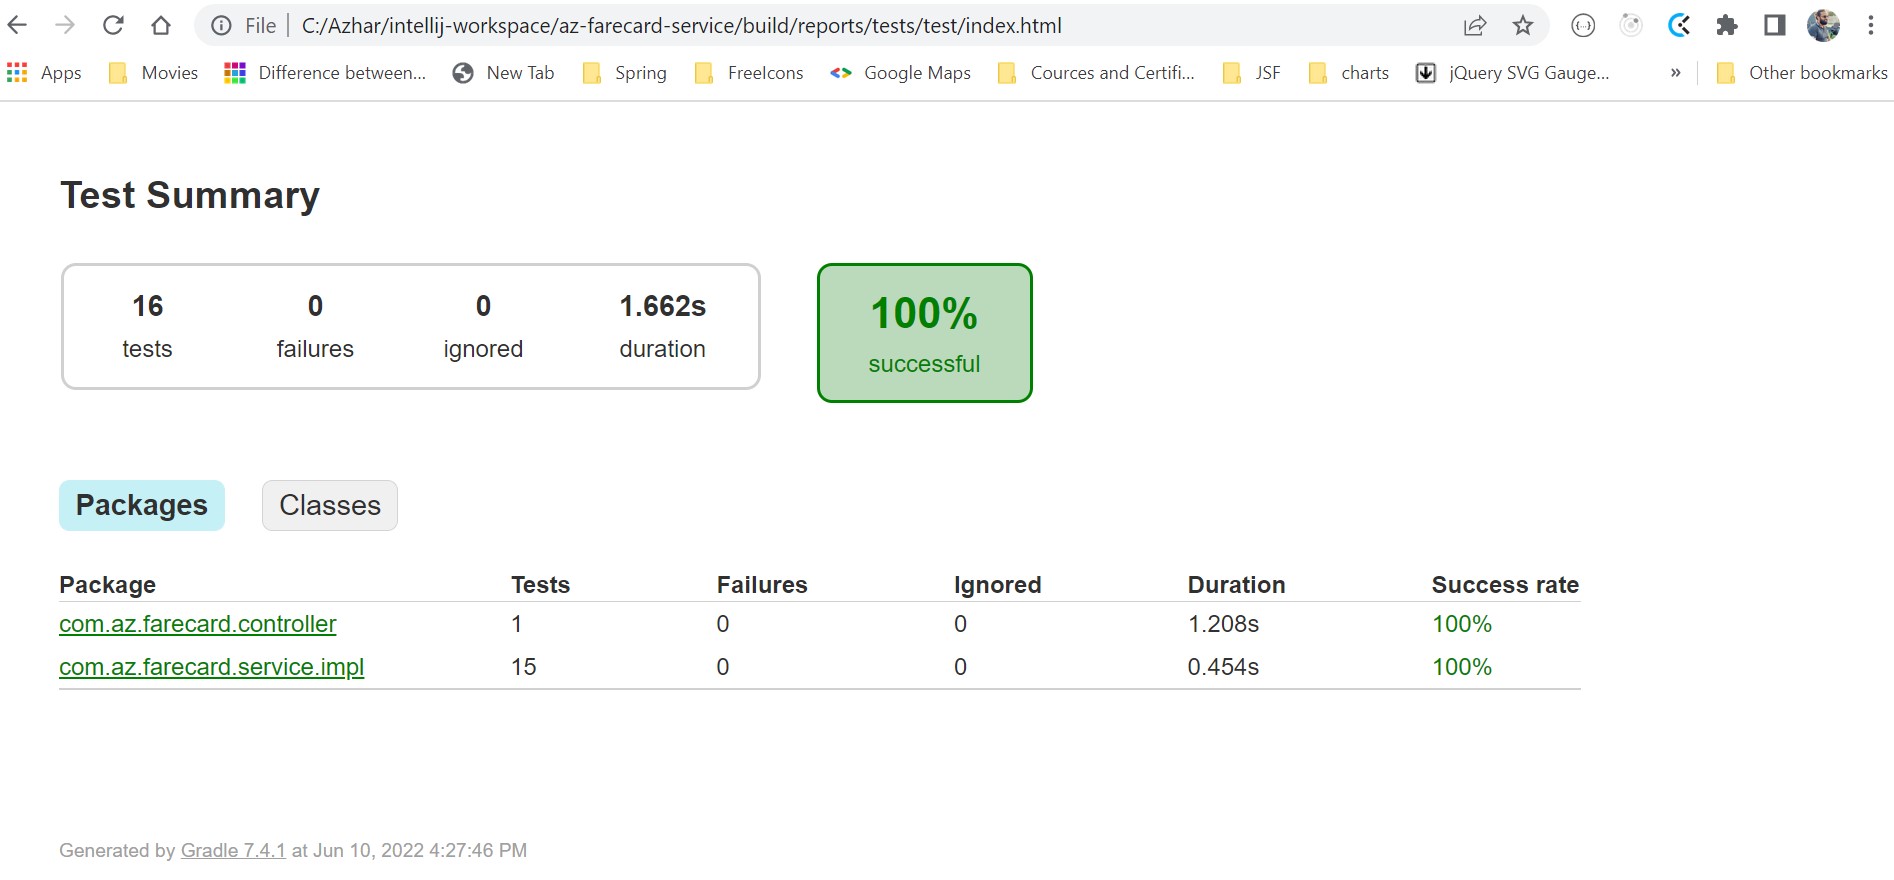 File C:/Azhar/intellij-workspace/az-farecard-service/build/reports/tests/test/index.html
Apps Movies Difference between... New Tab Spring FreeIcons Google Maps Cources and Certifi... JSF charts jQuery SVG Gauge... » Other bookmarks
Test Summary
16 0 0 1.662s
tests failures ignored duration
100%
successful
Packages Classes
Package Tests Failures Ignored Duration Success rate
com.az.farecard.controller 1 0 0 1.208s 100%
com.az.farecard.service.impl 15 0 0 0.454s 100%
Generated by Gradle 7.4.1 at Jun 10, 2022 4:27:46 PM